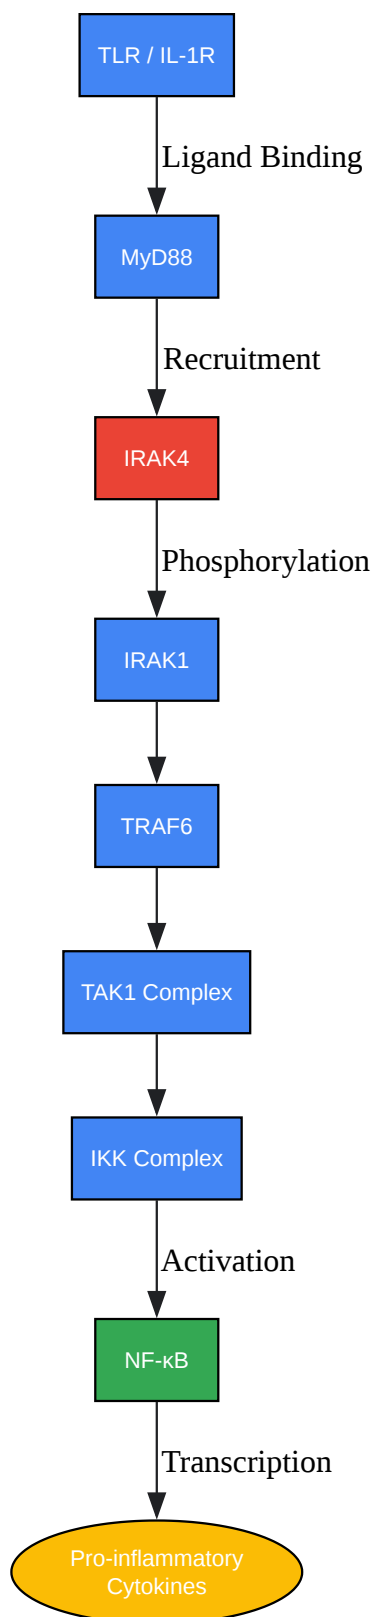 TLR / IL-1R
Ligand Binding
MyD88
Recruitment
IRAK4
Phosphorylation
IRAK1
TRAF6
TAK1 Complex
IKK Complex
Activation
NF-κB
Transcription
Pro-inflammatory
Cytokines